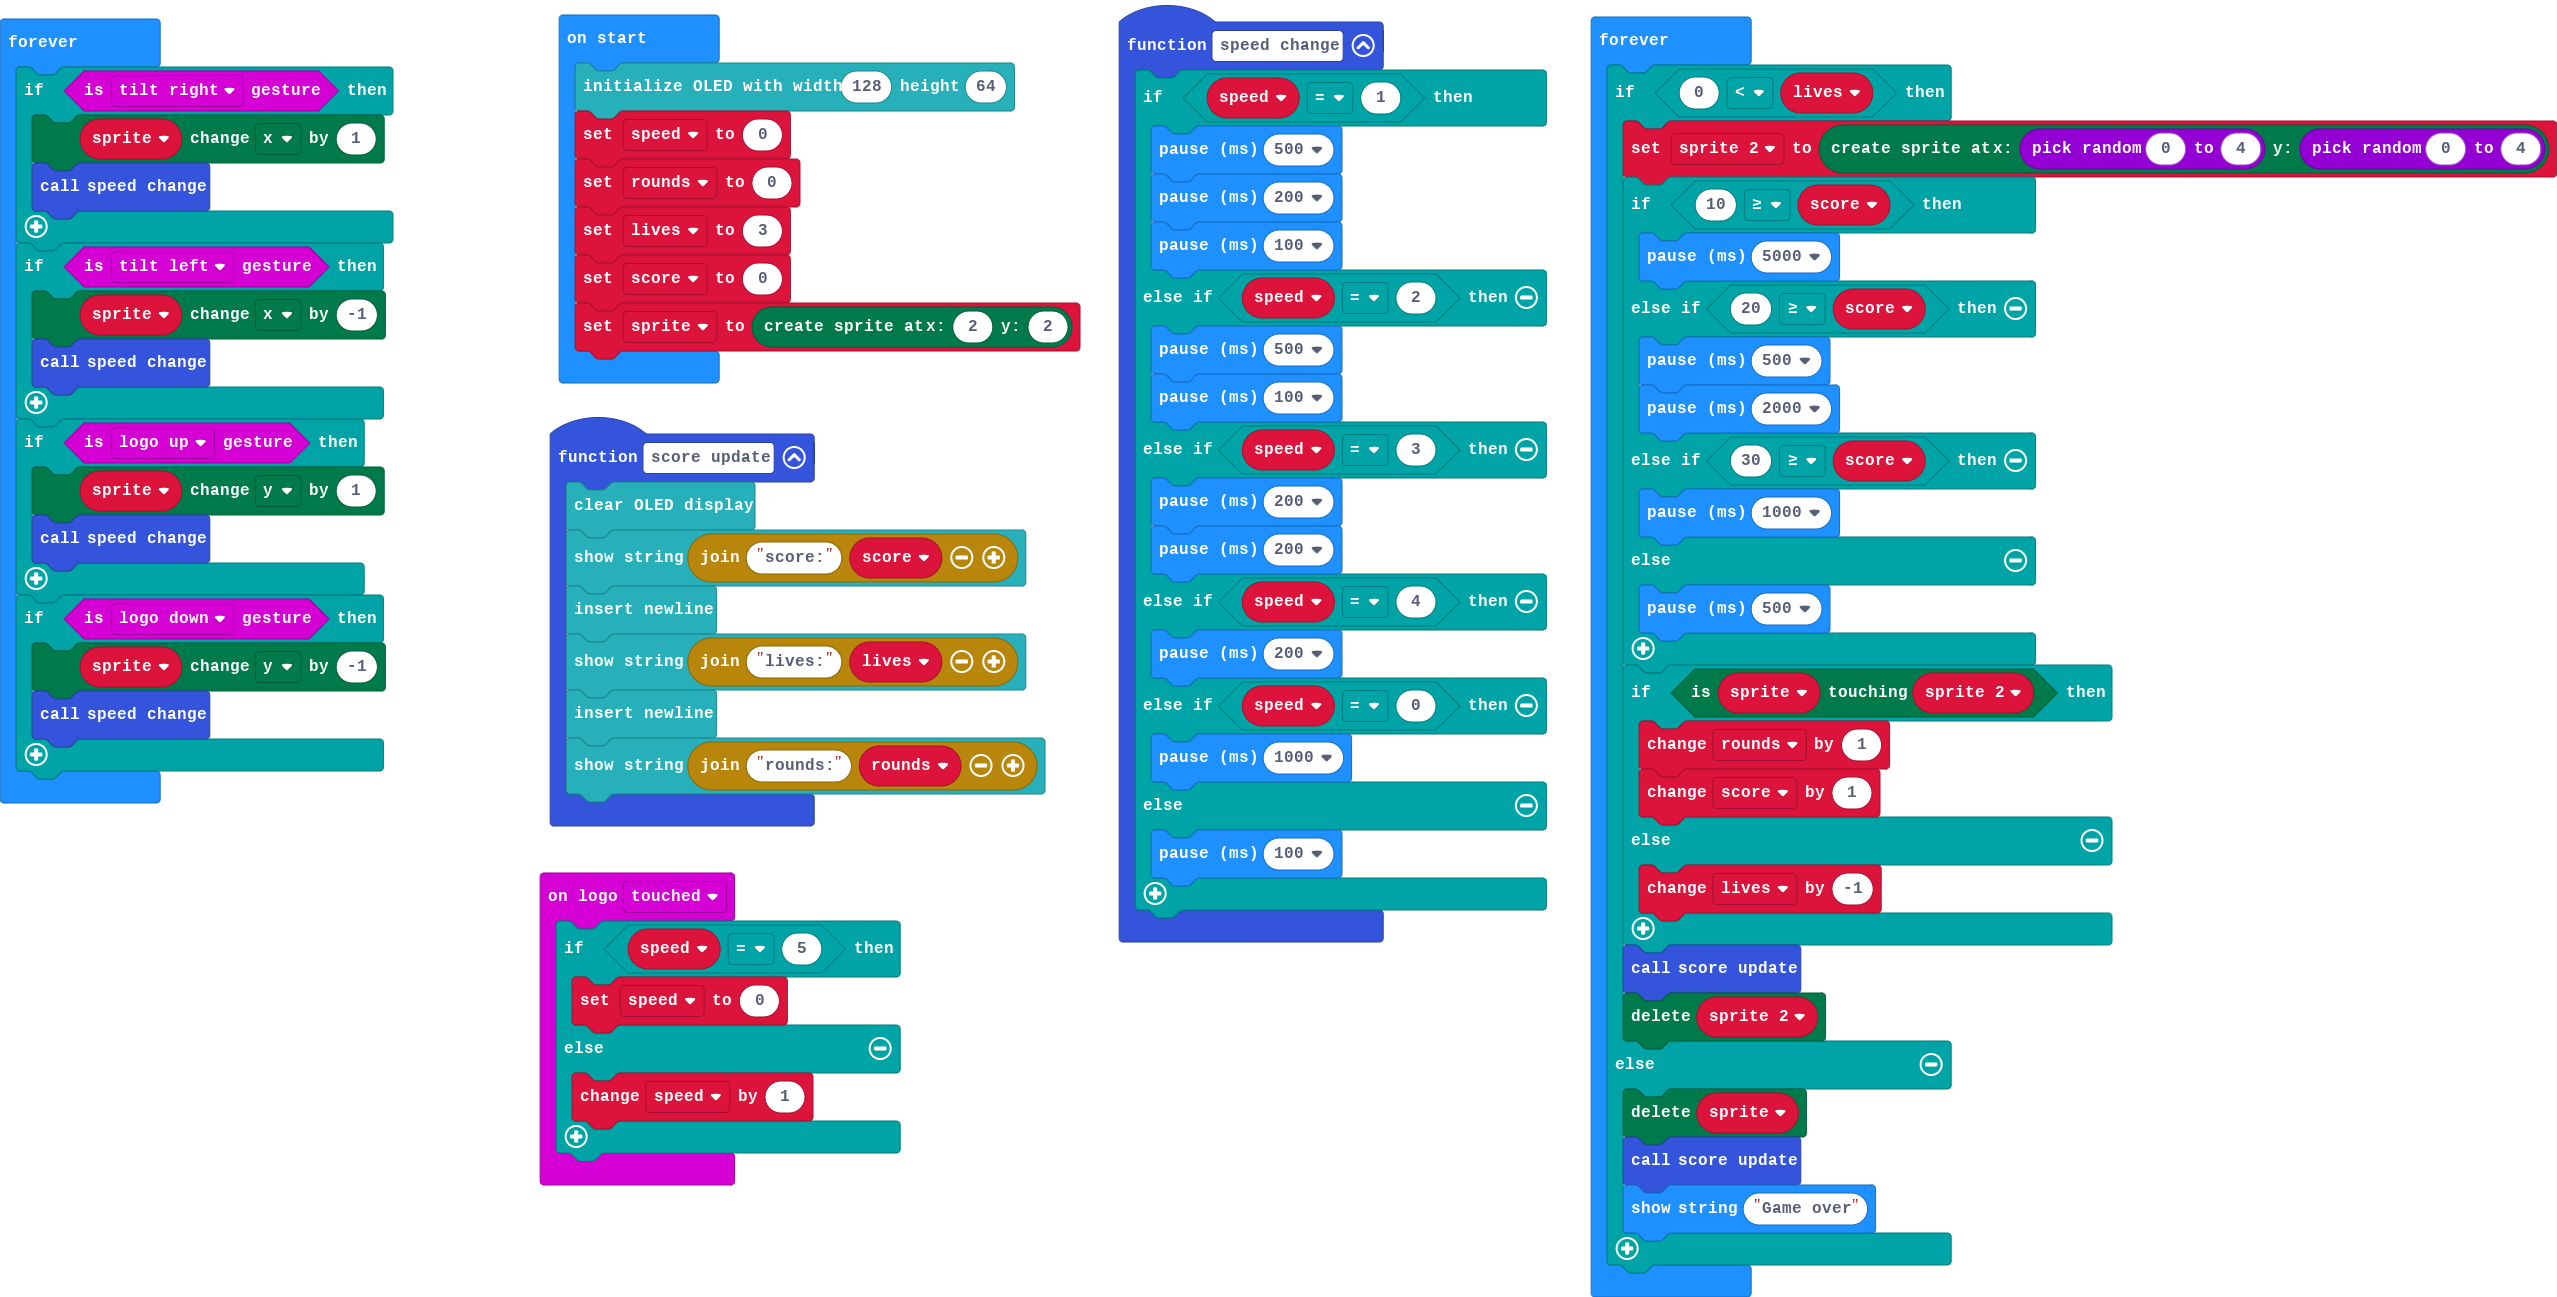 forever
if is tilt right gesture then
sprite change x by 1
call speed change
if is tilt left gesture then
sprite change x by -1
call speed change
if is logo up gesture then
sprite change y by 1
call speed change
if is logo down gesture then
sprite change y by -1
call speed change
on start
initialize OLED with width 128 height 64
set speed to 0
set rounds to 0
set lives to 3
set score to 0
set sprite to create sprite at x: 2 y: 2
function score update
clear OLED display
show string join "score:" score
insert newline
show string join "lives:" lives
insert newline
show string join "rounds:" rounds
on logo touched
if speed = 5 then
set speed to 0
else
change speed by 1
function speed change
if speed = 1 then
pause (ms) 500
pause (ms) 200
pause (ms) 100
else if speed = 2 then
pause (ms) 500
pause (ms) 100
else if speed = 3 then
pause (ms) 200
pause (ms) 200
else if speed = 4 then
pause (ms) 200
else if speed = 0 then
pause (ms) 1000
else
pause (ms) 100
forever
if 0 < lives then
set sprite 2 to create sprite at x: pick random 0 to 4 y: pick random 0 to 4
if 10 ≥ score then
pause (ms) 5000
else if 20 ≥ score then
pause (ms) 500
pause (ms) 2000
else if 30 ≥ score then
pause (ms) 1000
else
pause (ms) 500
if is sprite touching sprite 2 then
change rounds by 1
change score by 1
else
change lives by -1
call score update
delete sprite 2
else
delete sprite
call score update
show string "Game over"